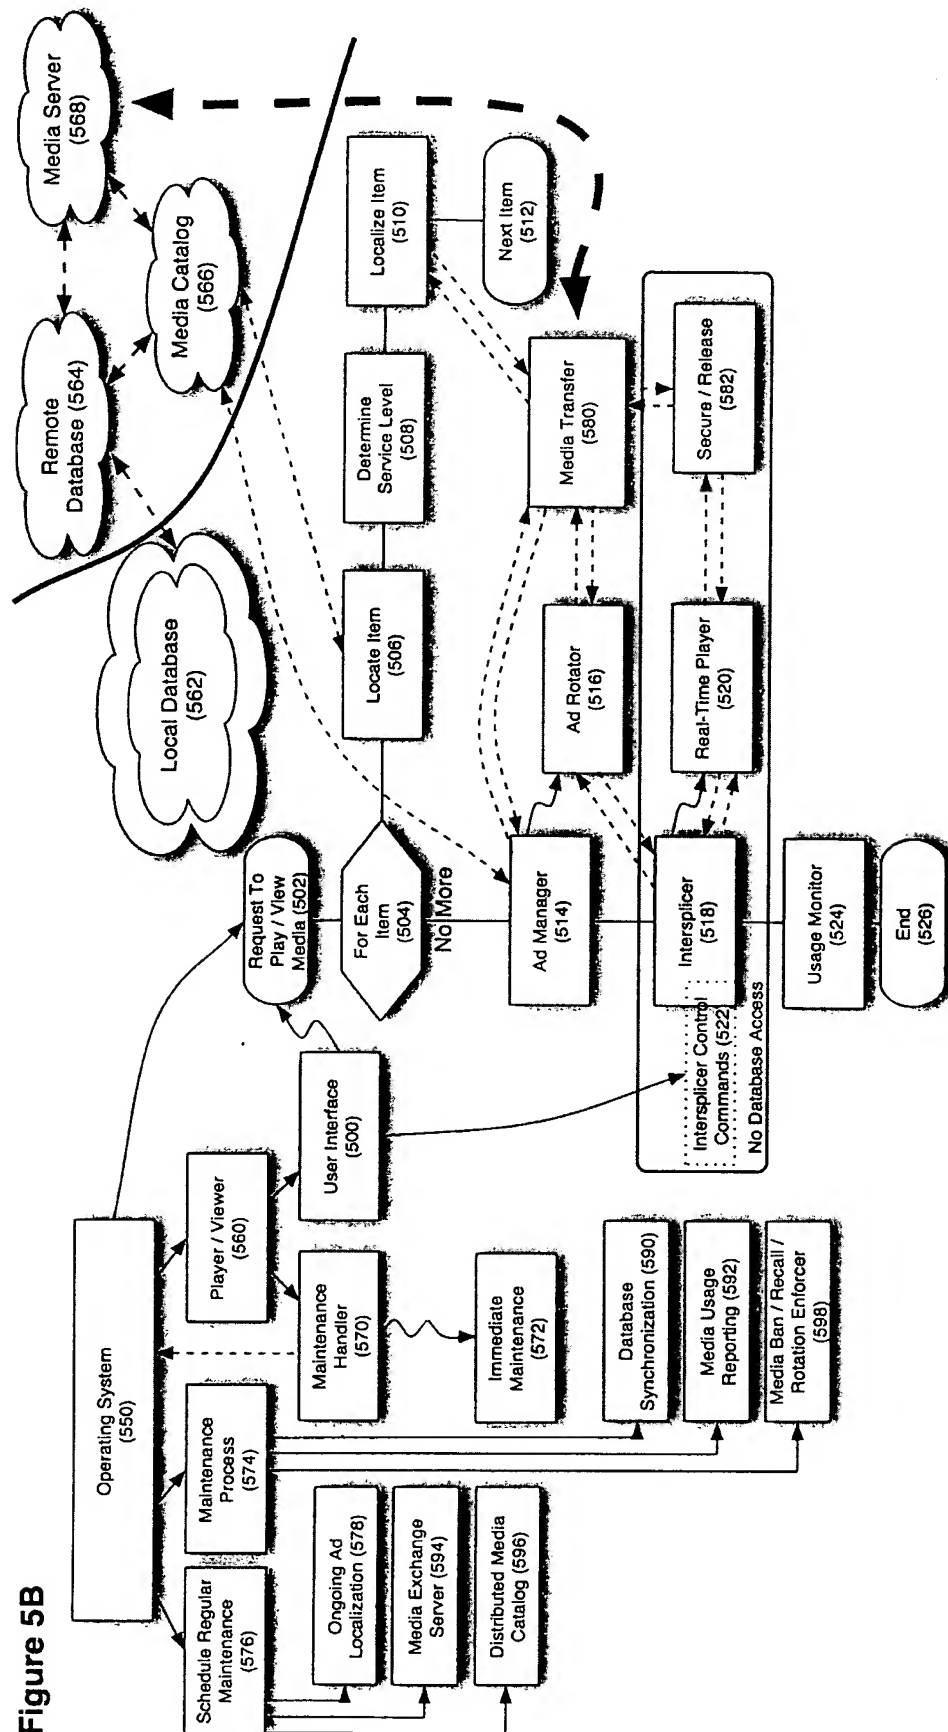 Figure 5B
Operating System
(550)
Schedule Regular
Maintenance
(576)
Maintenance
Process
(574)
Player / Viewer
(560)
Ongoing Ad
Localization (578)
Media Exchange
Server (594)
Distributed Media
Catalog (596)
Maintenance
Handler
(570)
User Interface
(500)
Immediate
Maintenance
(572)
Database
Synchronization (590)
Media Usage
Reporting (592)
Media Ban / Recall /
Rotation Enforcer
(598)
Request To
Play / View
Media (502)
For Each
Item
(504)
No More
Local Database
(562)
Remote
Database (564)
Media Catalog
(566)
Media Server
(568)
Locate Item
(506)
Determine
Service Level
(508)
Localize Item
(510)
Next Item
(512)
Ad Manager
(514)
Ad Rotator
(516)
Media Transfer
(580)
Intersplicer
(518)
Intersplicer Control
Commands (522)
No Database Access
Real-Time Player
(520)
Secure / Release
(582)
Usage Monitor
(524)
End
(526)